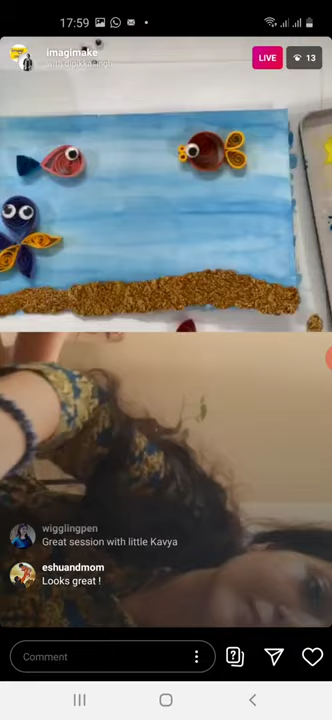 17:59
imagimake
LIVE
13
wigglingpen
Great session with little Kavya
eshuandmom
Looks great !
Comment